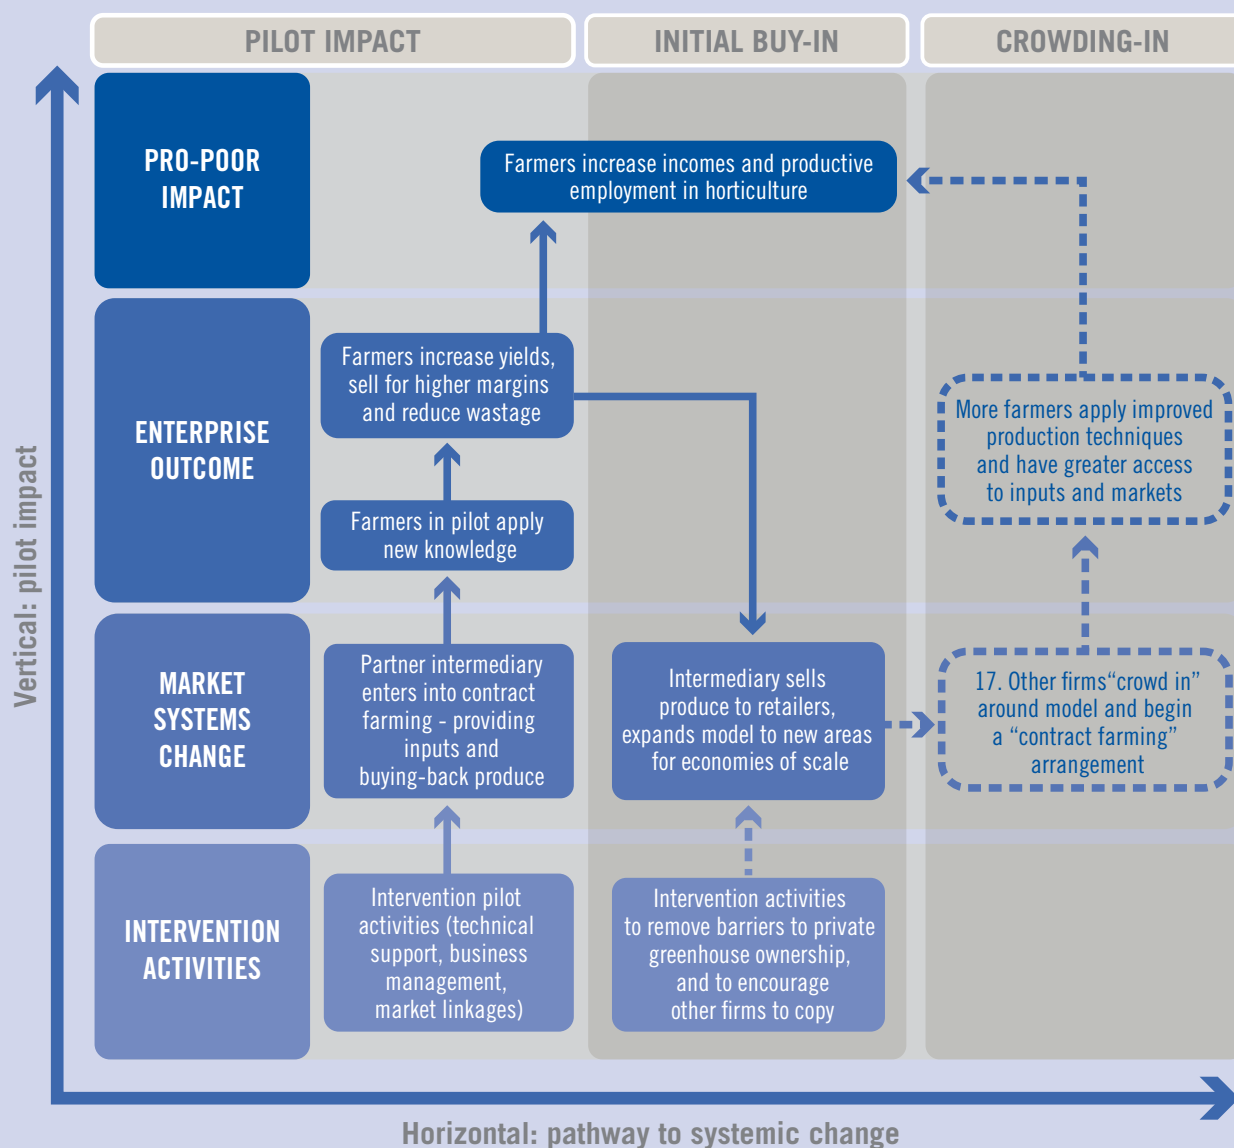 PILOT IMPACT
INITIAL BUY-IN
CROWDING-IN
PRO-POOR
IMPACT
Farmers increase incomes and productive
employment in horticulture
ENTERPRISE
OUTCOME
Farmers increase yields,
sell for higher margins
and reduce wastage
Farmers in pilot apply
new knowledge
More farmers apply improved
production techniques
and have greater access
to inputs and markets
MARKET
SYSTEMS
CHANGE
Partner intermediary
enters into contract
farming - providing
inputs and
buying-back produce
Intermediary sells
produce to retailers,
expands model to new areas
for economies of scale
17. Other firms“crowd in”
around model and begin
a “contract farming”
arrangement
INTERVENTION
ACTIVITIES
Intervention pilot
activities (technical
support, business
management,
market linkages)
Intervention activities
to remove barriers to private
greenhouse ownership,
and to encourage
other firms to copy
Vertical: pilot impact
Horizontal: pathway to systemic change